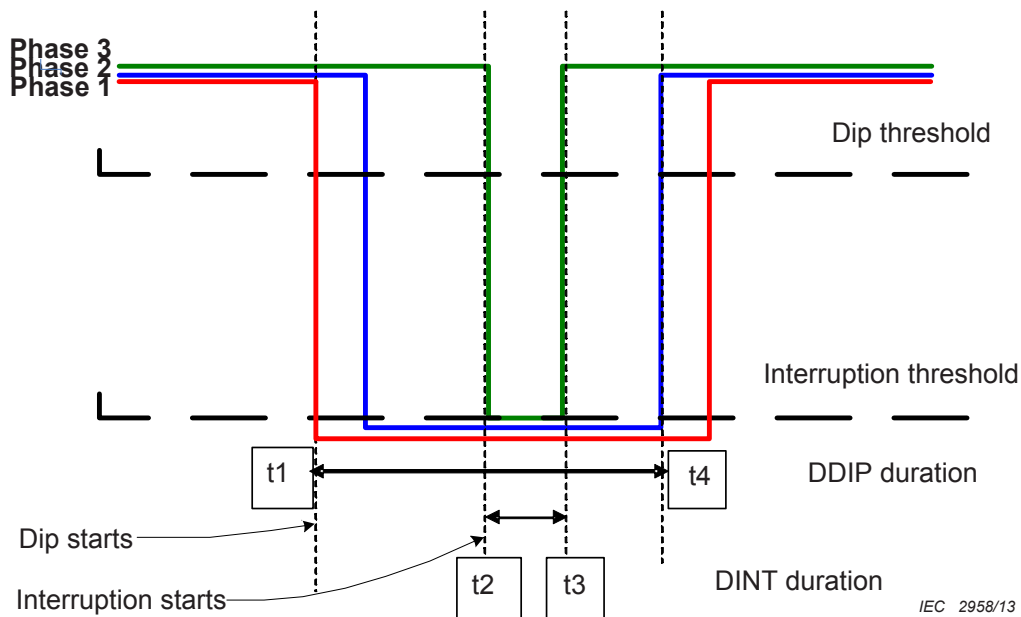 Phase 3
Phase 2
Phase 1
Dip threshold
Interruption threshold
t1
t4
DDIP duration
Dip starts
t2
t3
DINT duration
Interruption starts
IEC 2958/13